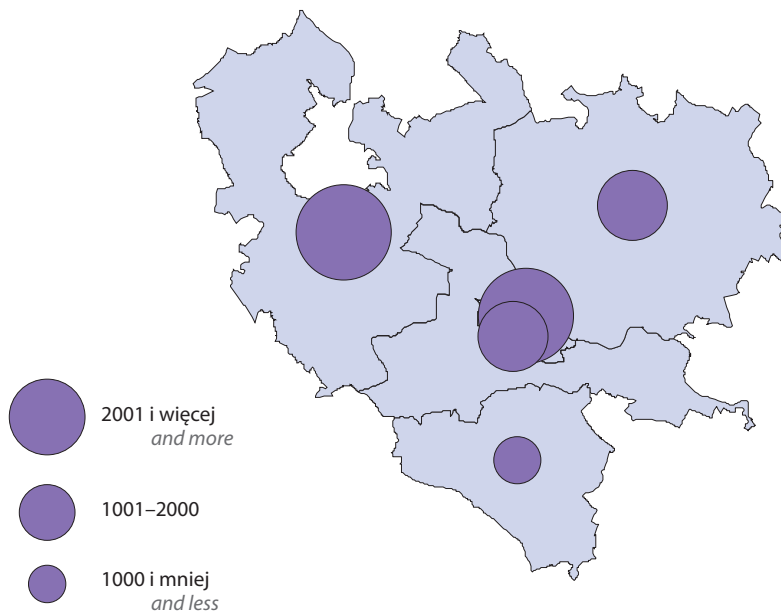 2001 i więcej
and more
1001–2000
1000 i mniej
and less